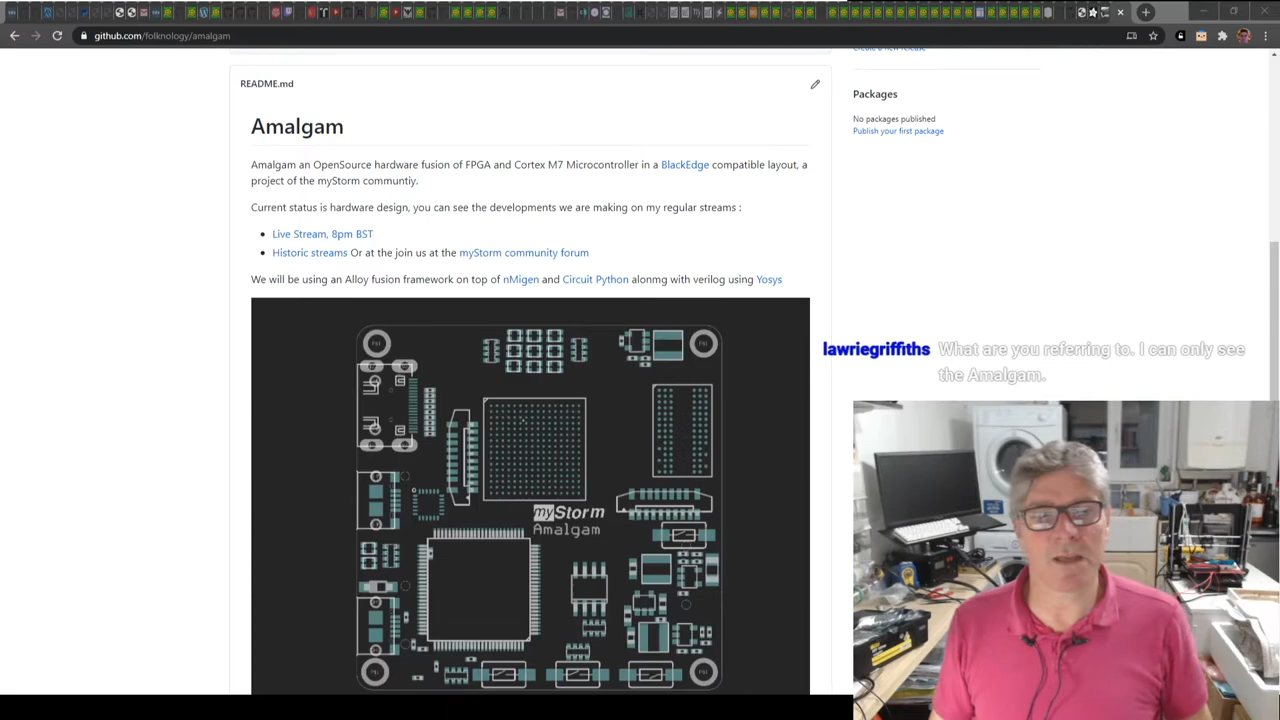 github.com/folknology/amalgam
Create a new release
README.md
Packages
No packages published
Publish your first package
Amalgam
Amalgam an OpenSource hardware fusion of FPGA and Cortex M7 Microcontroller in a BlackEdge compatible layout, a
project of the myStorm communtiy.
Current status is hardware design, you can see the developments we are making on my regular streams :
Live Stream, 8pm BST
Historic streams Or at the join us at the myStorm community forum
We will be using an Alloy fusion framework on top of nMigen and Circuit Python alonmg with verilog using Yosys
lawriegriffiths What are you referring to. I can only see
the Amalgam.
myStorm
Amalgam